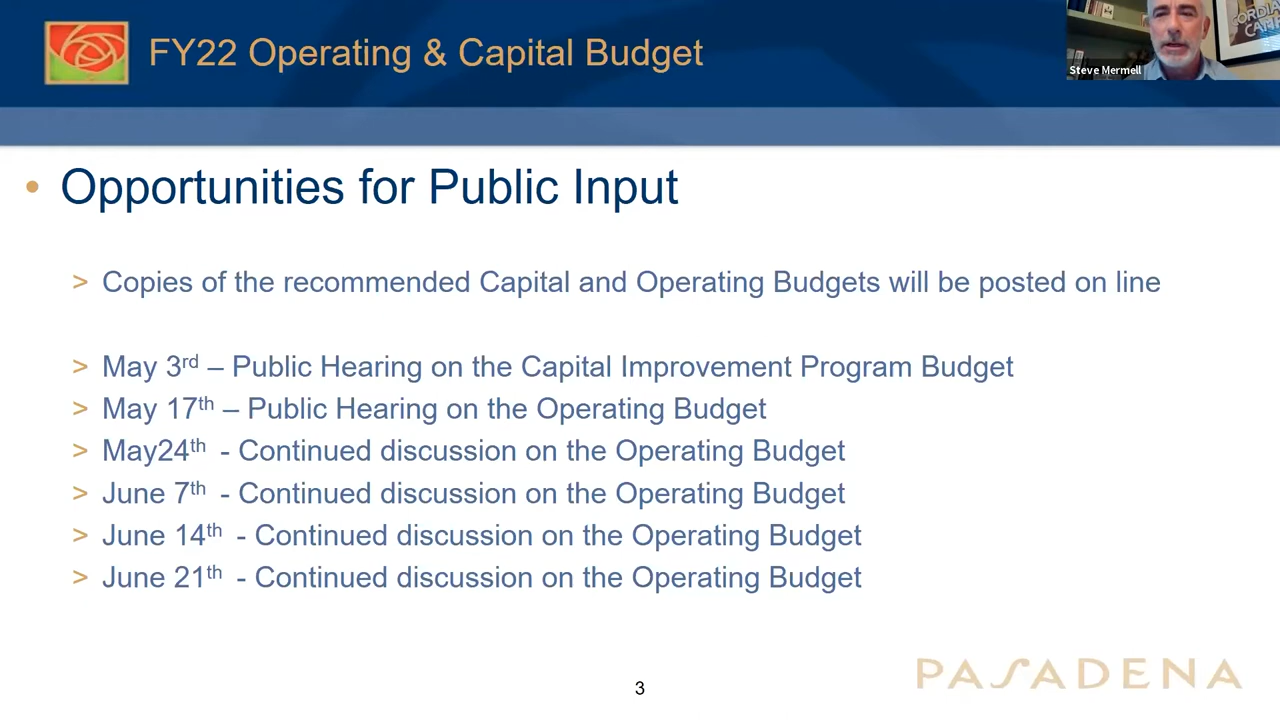 FY22 Operating & Capital Budget
CORDIA
CAM
Steve Mermell
• Opportunities for Public Input
> Copies of the recommended Capital and Operating Budgets will be posted on line
> May 3rd – Public Hearing on the Capital Improvement Program Budget
> May 17th – Public Hearing on the Operating Budget
> May24th - Continued discussion on the Operating Budget
> June 7th - Continued discussion on the Operating Budget
> June 14th - Continued discussion on the Operating Budget
> June 21th - Continued discussion on the Operating Budget
PASADENA
3